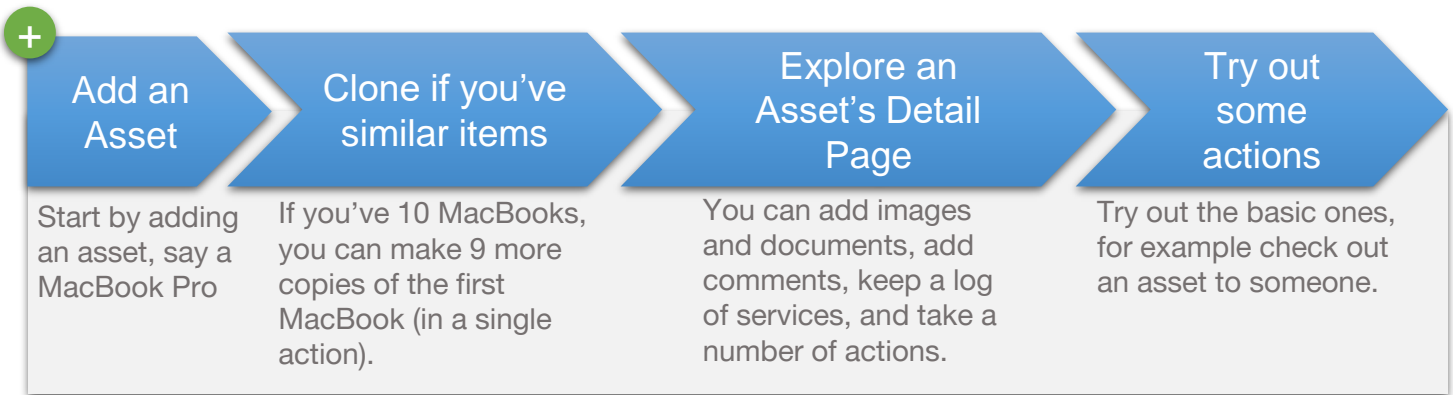 +
Add an
Asset
Clone if you’ve
similar items
Explore an
Asset’s Detail
Page
Try out
some
actions
Start by adding
an asset, say a
MacBook Pro
If you’ve 10 MacBooks,
you can make 9 more
copies of the first
MacBook (in a single
action).
You can add images
and documents, add
comments, keep a log
of services, and take a
number of actions.
Try out the basic ones,
for example check out
an asset to someone.